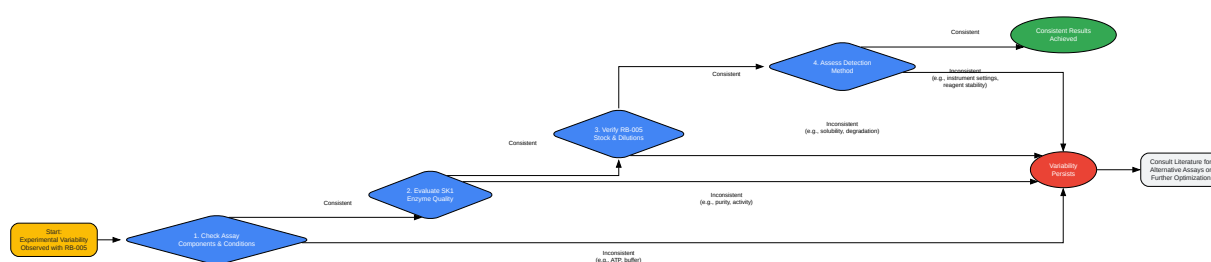 Start:
Experimental Variability
Observed with RB-005
1. Check Assay
Components & Conditions
Consistent
Inconsistent
(e.g., ATP, buffer)
2. Evaluate SK1
Enzyme Quality
Consistent
Inconsistent
(e.g., purity, activity)
3. Verify RB-005
Stock & Dilutions
Consistent
Inconsistent
(e.g., solubility, degradation)
4. Assess Detection
Method
Consistent
Inconsistent
(e.g., instrument settings,
reagent stability)
Consistent Results
Achieved
Variability
Persists
Consult Literature for
Alternative Assays or
Further Optimization